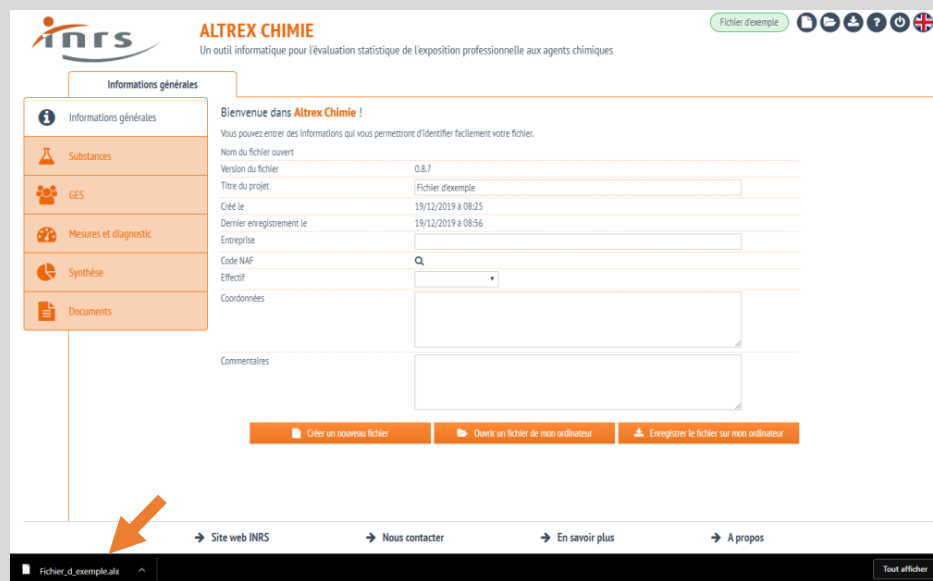 inrs
ALTREX CHIMIE
Un outil informatique pour l'évaluation statistique de l'exposition professionnelle aux agents chimiques
Fichier d'exemple
Informations générales
Informations générales
Substances
GES
Mesures et diagnostic
Synthèse
Documents
Bienvenue dans Altrex Chimie !
Vous pouvez entrer des informations qui vous permettront d'identifier facilement votre fichier.
Nom du fichier ouvert
Version du fichier 0.8.7
Titre du projet Fichier d'exemple
Créé le 19/12/2019 à 08:25
Dernier enregistrement le 19/12/2019 à 08:56
Entreprise
Code NAF
Effectif
Coordonnées
Commentaires
Créer un nouveau fichier Ouvrir un fichier de mon ordinateur Enregistrer le fichier sur mon ordinateur
Site web INRS Nous contacter En savoir plus A propos
Fichier_d_exemple.alx Tout afficher